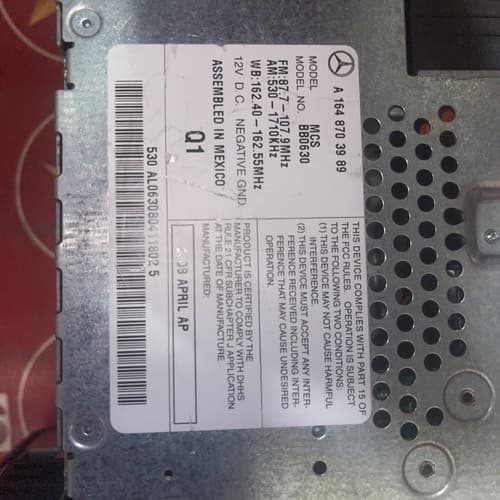 A 164 870 39 89
MODEL MCS
MODEL NO. BB0630
FM:87.7-107.9MHz
AM:530-1710KHz
WB:162.40-162.55MHz
12V D.C. NEGATIVE GND
ASSEMBLED IN MEXICO
Q1
530 AL06308041180
THIS DEVICE COMPLIES WITH PART 15 OF
THE FCC RULES. OPERATION IS SUBJECT
TO THE FOLLOWING TWO CONDITIONS:
(1) THIS DEVICE MAY NOT CAUSE HARMFUL
INTERFERENCE.
(2) THIS DEVICE MUST ACCEPT ANY INTER-
FERENCE RECEIVED INCLUDING INTER-
FERENCE THAT MAY CAUSE UNDESIRED
OPERATION.
PRODUCT IS CERTIFIED BY THE
MANUFACTURER TO COMPLY WITH DHHS
RULE 21 CFR SUBCHAPTER J APPLICATION
AT THE DATE OF MANUFACTURE.
MANUFACTURED:
APRIL AP